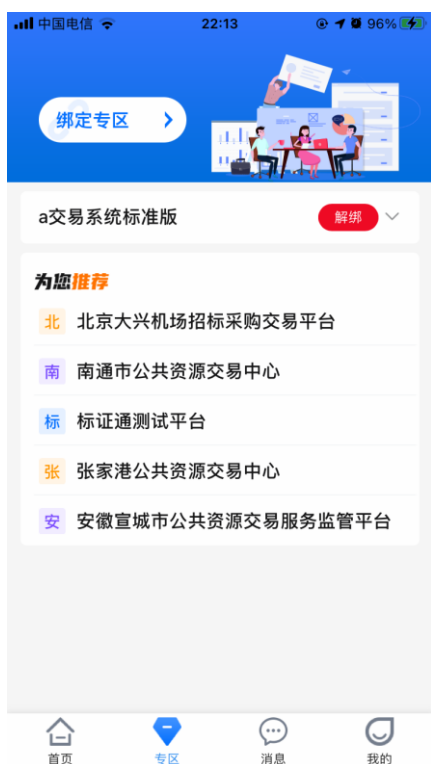 中国电信 22:13 96%
绑定专区
a交易系统标准版 解绑
为您推荐
北 北京大兴机场招标采购交易平台
南 南通市公共资源交易中心
标 标证通测试平台
张 张家港公共资源交易中心
安 安徽宣城市公共资源交易服务监管平台
首页 专区 消息 我的